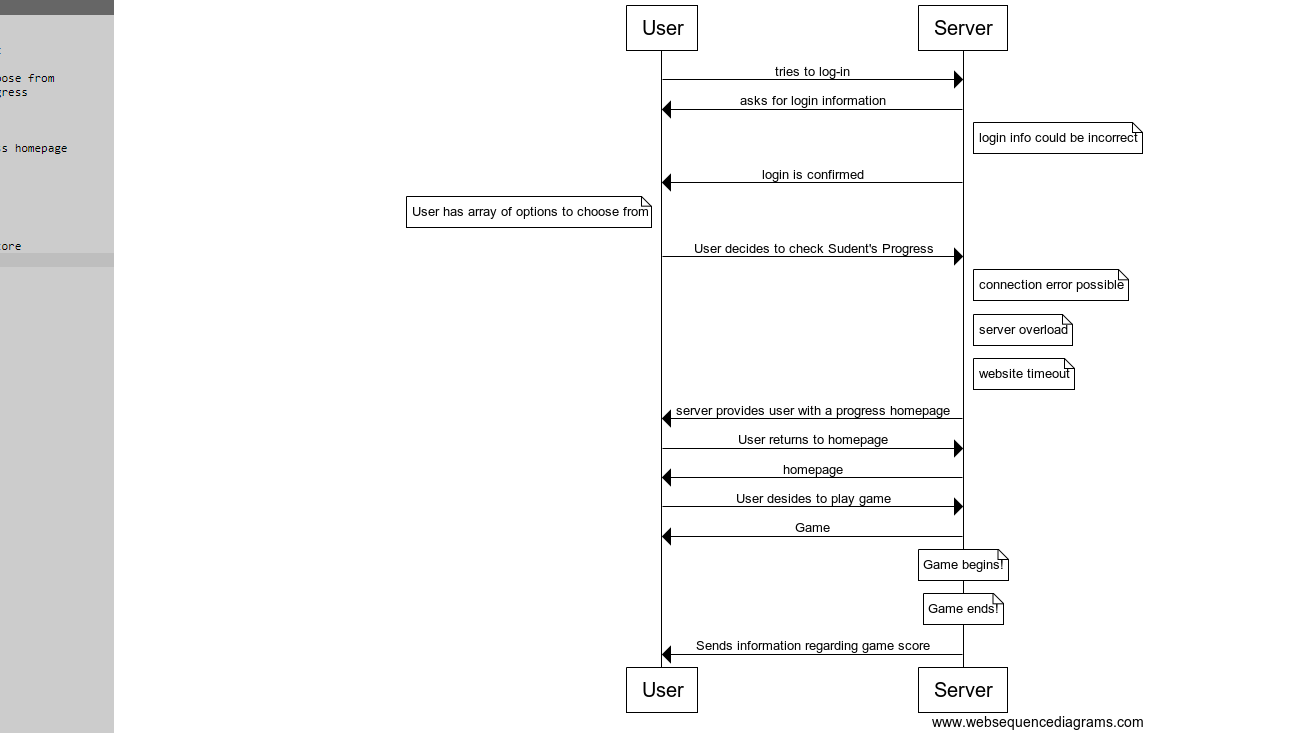 User
Server
tries to log-in
asks for login information
login info could be incorrect
login is confirmed
User has array of options to choose from
User decides to check Sudent's Progress
connection error possible
server overload
website timeout
server provides user with a progress homepage
User returns to homepage
homepage
User desides to play game
Game
Game begins!
Game ends!
Sends information regarding game score
User
Server
www.websequencediagrams.com
from
homepage